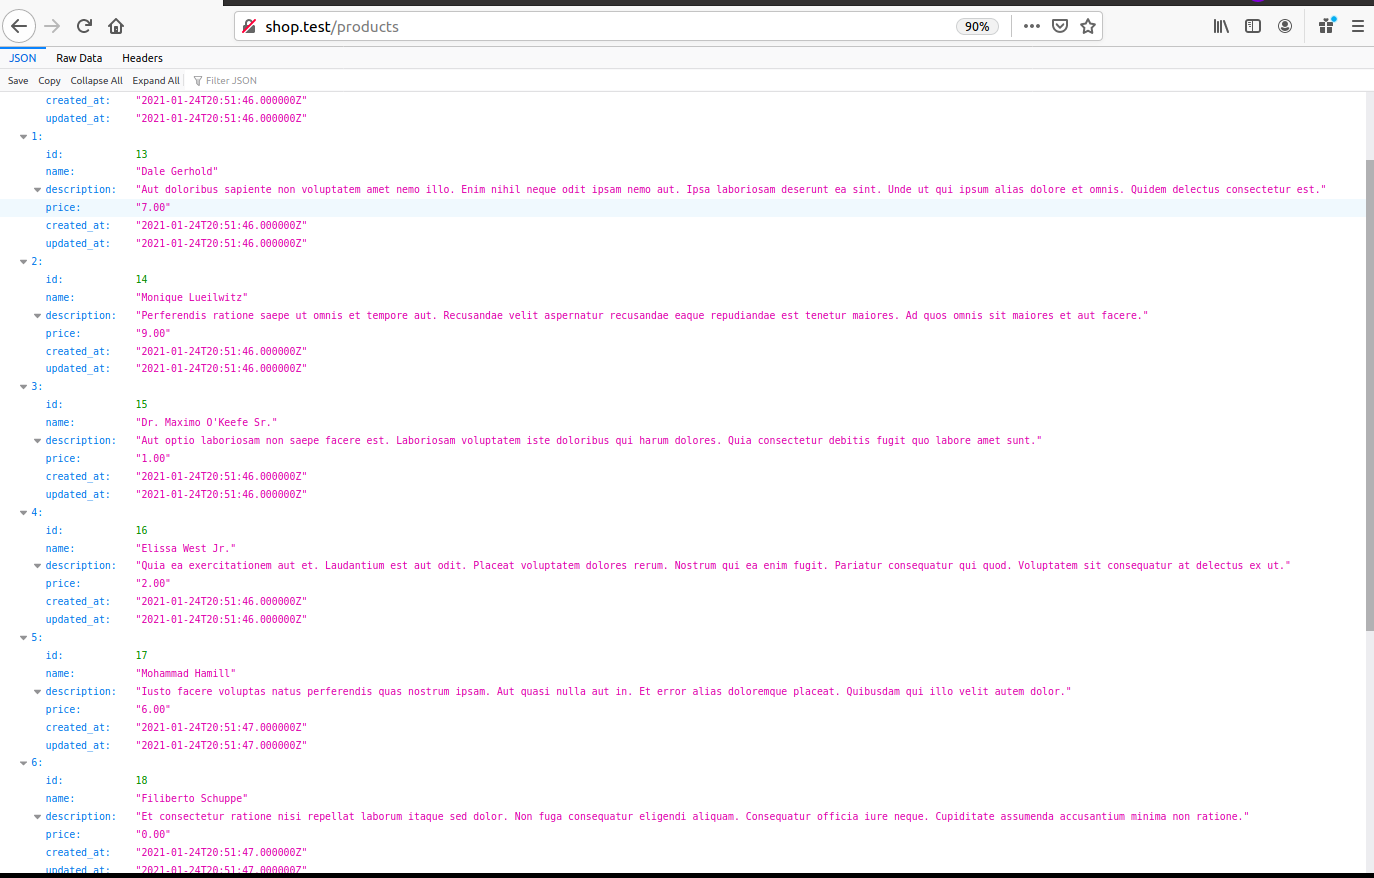 shop.test/products 90%
JSON Raw Data Headers
Save Copy Collapse All Expand All Filter JSON
created_at: "2021-01-24T20:51:46.000000Z"
updated_at: "2021-01-24T20:51:46.000000Z"
1:
id: 13
name: "Dale Gerhold"
description: "Aut doloribus sapiente non voluptatem amet nemo illo. Enim nihil neque odit ipsam nemo aut. Ipsa laboriosam deserunt ea sint. Unde ut qui ipsum alias dolore et omnis. Quidem delectus consectetur est."
price: "7.00"
created_at: "2021-01-24T20:51:46.000000Z"
updated_at: "2021-01-24T20:51:46.000000Z"
2:
id: 14
name: "Monique Lueilwitz"
description: "Perferendis ratione saepe ut omnis et tempore aut. Recusandae velit aspernatur recusandae eaque repudiandae est tenetur maiores. Ad quos omnis sit maiores et aut facere."
price: "9.00"
created_at: "2021-01-24T20:51:46.000000Z"
updated_at: "2021-01-24T20:51:46.000000Z"
3:
id: 15
name: "Dr. Maximo O'Keefe Sr."
description: "Aut optio laboriosam non saepe facere est. Laboriosam voluptatem iste doloribus qui harum dolores. Quia consectetur debitis fugit quo labore amet sunt."
price: "1.00"
created_at: "2021-01-24T20:51:46.000000Z"
updated_at: "2021-01-24T20:51:46.000000Z"
4:
id: 16
name: "Elissa West Jr."
description: "Quia ea exercitationem aut et. Laudantium est aut odit. Placeat voluptatem dolores rerum. Nostrum qui ea enim fugit. Pariatur consequatur qui quod. Voluptatem sit consequatur at delectus ex ut."
price: "2.00"
created_at: "2021-01-24T20:51:46.000000Z"
updated_at: "2021-01-24T20:51:46.000000Z"
5:
id: 17
name: "Mohammad Hamill"
description: "Iusto facere voluptas natus perferendis quas nostrum ipsam. Aut quasi nulla aut in. Et error alias doloremque placeat. Quibusdam qui illo velit autem dolor."
price: "6.00"
created_at: "2021-01-24T20:51:47.000000Z"
updated_at: "2021-01-24T20:51:47.000000Z"
6:
id: 18
name: "Filiberto Schuppe"
description: "Et consectetur ratione nisi repellat laborum itaque sed dolor. Non fuga consequatur eligendi aliquam. Consequatur officia iure neque. Cupiditate assumenda accusantium minima non ratione."
price: "0.00"
created_at: "2021-01-24T20:51:47.000000Z"
updated_at: "2021-01-24T20:51:47.000000Z"